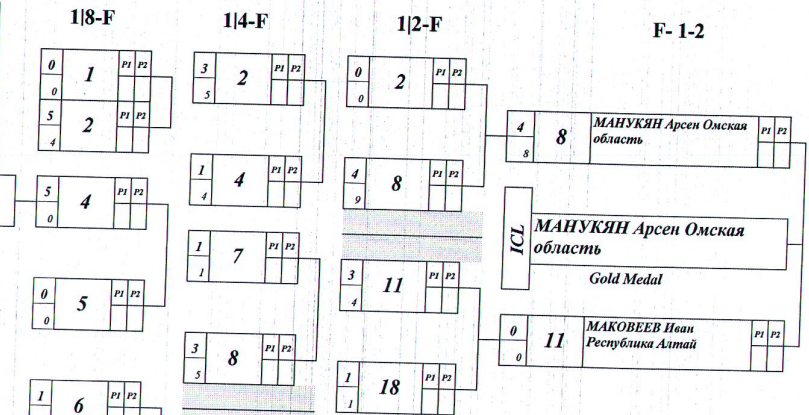 1|8-F
1|4-F
1|2-F
F- 1-2
0 1 P1 P2
0
5 2 P1 P2
4
5 4 P1 P2
0
0 5 P1 P2
0
1 6 P1 P2
3 2 P1 P2
5
1 4 P1 P2
4
1 7 P1 P2
1
3 8 P1 P2
5
0 2 P1 P2
0
4 8 P1 P2
9
3 11 P1 P2
4
1 18 P1 P2
1
4 8 МАНУКЯН Арсен Омская P1 P2
8 область
ICL
МАНУКЯН Арсен Омская
область
Gold Medal
0 11 МАКОВЕЕВ Иван P1 P2
0 Республика Алтай